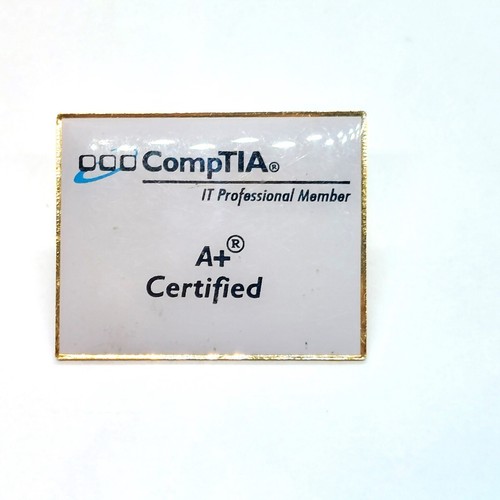 CompTIA®
IT Professional Member
A+®
Certified